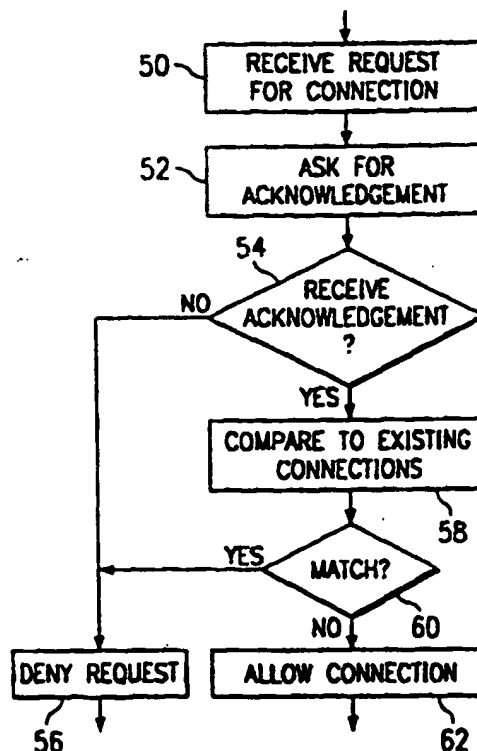 50
RECEIVE REQUEST
FOR CONNECTION
52
ASK FOR
ACKNOWLEDGEMENT
54
NO
RECEIVE
ACKNOWLEDGEMENT
?
YES
COMPARE TO EXISTING
CONNECTIONS
58
YES
MATCH?
60
NO
DENY REQUEST
ALLOW CONNECTION
56
62